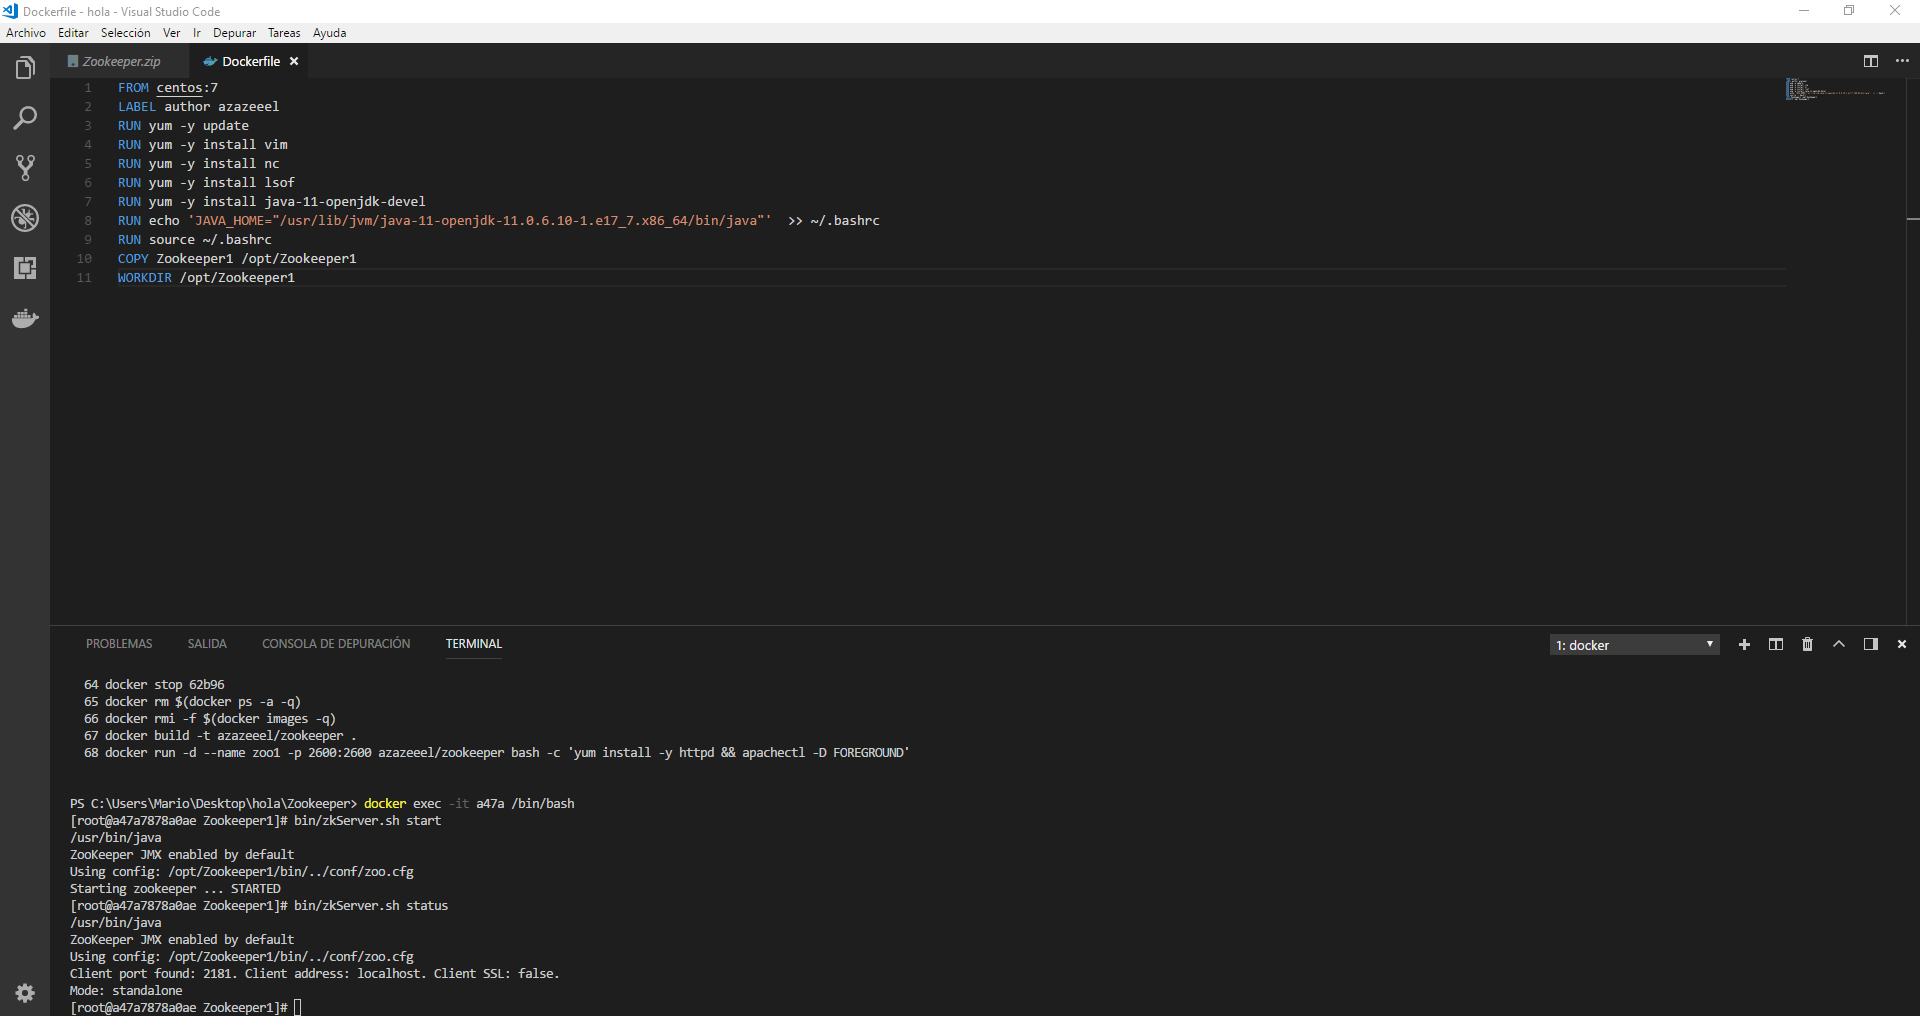 Dockerfile - hola - Visual Studio Code
Archivo Editar Selección Ver Ir Depurar Tareas Ayuda
Zookeeper.zip Dockerfile
1 FROM centos:7
2 LABEL author azazeeel
3 RUN yum -y update
4 RUN yum -y install vim
5 RUN yum -y install nc
6 RUN yum -y install lsof
7 RUN yum -y install java-11-openjdk-devel
8 RUN echo 'JAVA_HOME="/usr/lib/jvm/java-11-openjdk-11.0.6.10-1.e17_7.x86_64/bin/java"' >> ~/.bashrc
9 RUN source ~/.bashrc
10 COPY Zookeeper1 /opt/Zookeeper1
11 WORKDIR /opt/Zookeeper1
PROBLEMAS SALIDA CONSOLA DE DEPURACIÓN TERMINAL 1: docker
64 docker stop 62b96
65 docker rm $(docker ps -a -q)
66 docker rmi -f $(docker images -q)
67 docker build -t azazeeel/zookeeper .
68 docker run -d --name zoo1 -p 2600:2600 azazeeel/zookeeper bash -c 'yum install -y httpd && apachectl -D FOREGROUND'
PS C:\Users\Mario\Desktop\hola\Zookeeper> docker exec -it a47a /bin/bash
[root@a47a7878a0ae Zookeeper1]# bin/zkServer.sh start
/usr/bin/java
ZooKeeper JMX enabled by default
Using config: /opt/Zookeeper1/bin/../conf/zoo.cfg
Starting zookeeper ... STARTED
[root@a47a7878a0ae Zookeeper1]# bin/zkServer.sh status
/usr/bin/java
ZooKeeper JMX enabled by default
Using config: /opt/Zookeeper1/bin/../conf/zoo.cfg
Client port found: 2181. Client address: localhost. Client SSL: false.
Mode: standalone
[root@a47a7878a0ae Zookeeper1]#